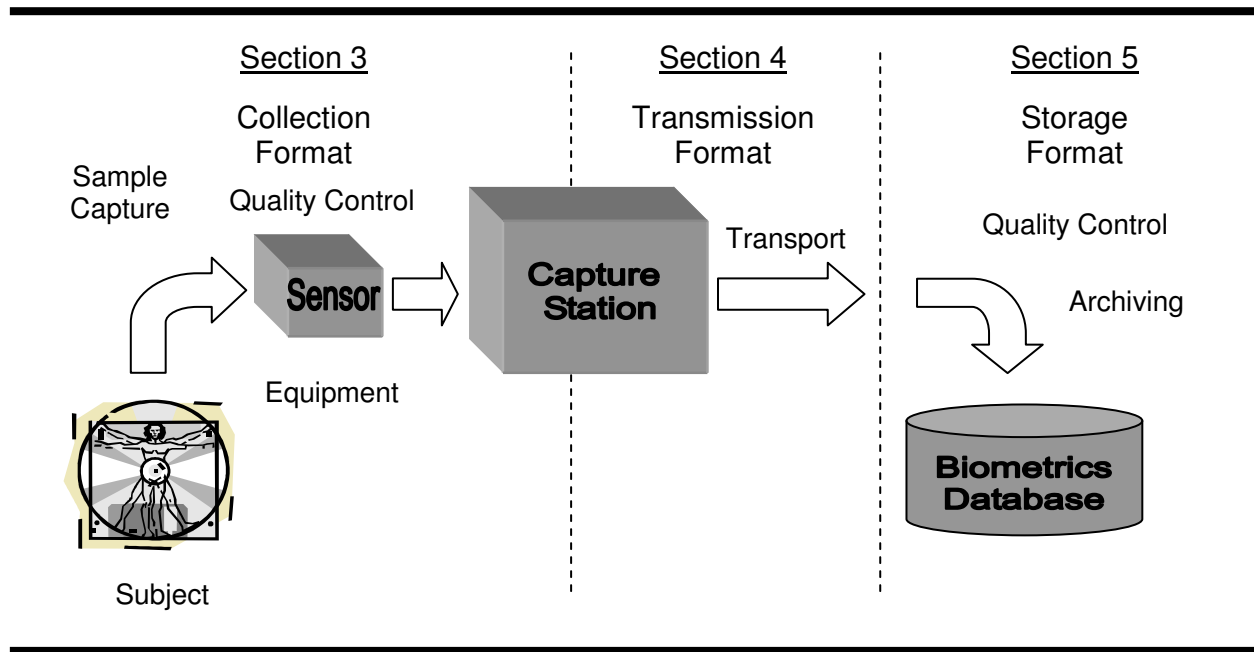 Section 3
Section 4
Section 5
Collection
Format
Transmission
Format
Storage
Format
Sample
Capture
Quality Control
Quality Control
Transport
Sensor
Capture
Station
Archiving
Equipment
Biometrics
Database
Subject